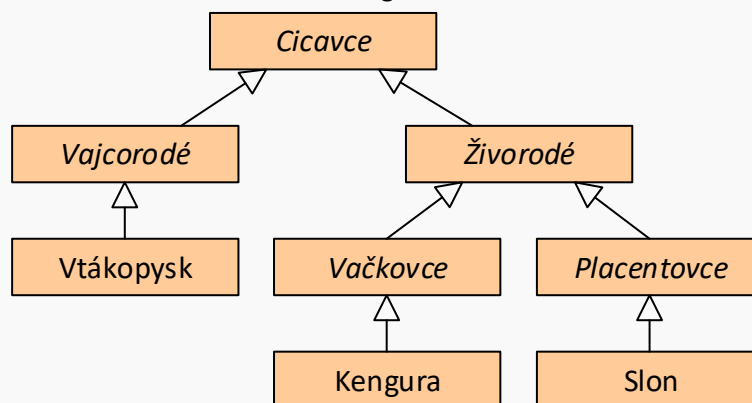 Cicavce
Vajcorodé
Živorodé
Vtákopysk
Vačkovce
Placentovce
Kengura
Slon